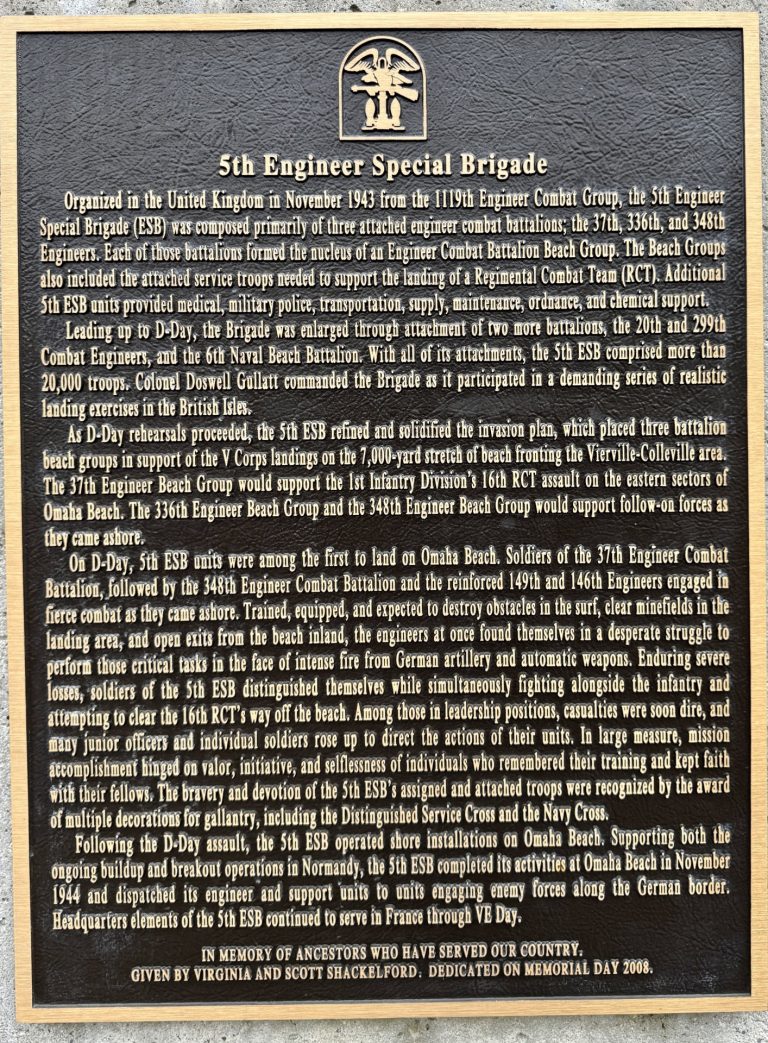 5th Engineer Special Brigade
Organized in the United Kingdom in November 1943 from the 1119th Engineer Combat Group, the 5th Engineer
Special Brigade (ESB) was composed primarily of three attached engineer combat battalions; the 37th, 336th, and 348th
Engineers. Each of those battalions formed the nucleus of an Engineer Combat Battalion Beach Group. The Beach Groups
also included the attached service troops needed to support the landing of a Regimental Combat Team (RCT). Additional
5th ESB units provided medical, military police, transportation, supply, maintenance, ordnance, and chemical support.
Leading up to D-Day, the Brigade was enlarged through attachment of two more battalions, the 20th and 299th
Combat Engineers, and the 6th Naval Beach Battalion. With all of its attachments, the 5th ESB comprised more than
20,000 troops. Colonel Doswell Gullatt commanded the Brigade as it participated in a demanding series of realistic
landing exercises in the British Isles.
As D-Day rehearsals proceeded, the 5th ESB refined and solidified the invasion plan, which placed three battalion
beach groups in support of the V Corps landings on the 7,000-yard stretch of beach fronting the Vierville-Colleville area.
The 37th Engineer Beach Group would support the 1st Infantry Division's 16th RCT assault on the eastern sectors of
Omaha Beach. The 336th Engineer Beach Group and the 348th Engineer Beach Group would support follow-on forces as
they came ashore.
On D-Day, 5th ESB units were among the first to land on Omaha Beach. Soldiers of the 37th Engineer Combat
Battalion, followed by the 348th Engineer Combat Battalion and the reinforced 149th and 146th Engineers engaged in
fierce combat as they came ashore. Trained, equipped, and expected to destroy obstacles in the surf, clear minefields in the
landing area, and open exits from the beach inland, the engineers at once found themselves in a desperate struggle to
perform those critical tasks in the face of intense fire from German artillery and automatic weapons. Enduring severe
losses, soldiers of the 5th ESB distinguished themselves while simultaneously fighting alongside the infantry and
attempting to clear the 16th RCT's way off the beach. Among those in leadership positions, casualties were soon dire, and
many junior officers and individual soldiers rose up to direct the actions of their units. In large measure, mission
accomplishment hinged on valor, initiative, and selflessness of individuals who remembered their training and kept faith
with their fellows. The bravery and devotion of the 5th ESB's assigned and attached troops were recognized by the award
of multiple decorations for gallantry, including the Distinguished Service Cross and the Navy Cross.
Following the D-Day assault, the 5th ESB operated shore installations on Omaha Beach. Supporting both the
ongoing buildup and breakout operations in Normandy, the 5th ESB completed its activities at Omaha Beach in November
1944 and dispatched its engineer and support units to units engaging enemy forces along the German border.
Headquarters elements of the 5th ESB continued to serve in France through VE Day.
IN MEMORY OF ANCESTORS WHO HAVE SERVED OUR COUNTRY.
GIVEN BY VIRGINIA AND SCOTT SHACKELFORD. DEDICATED ON MEMORIAL DAY 2008.